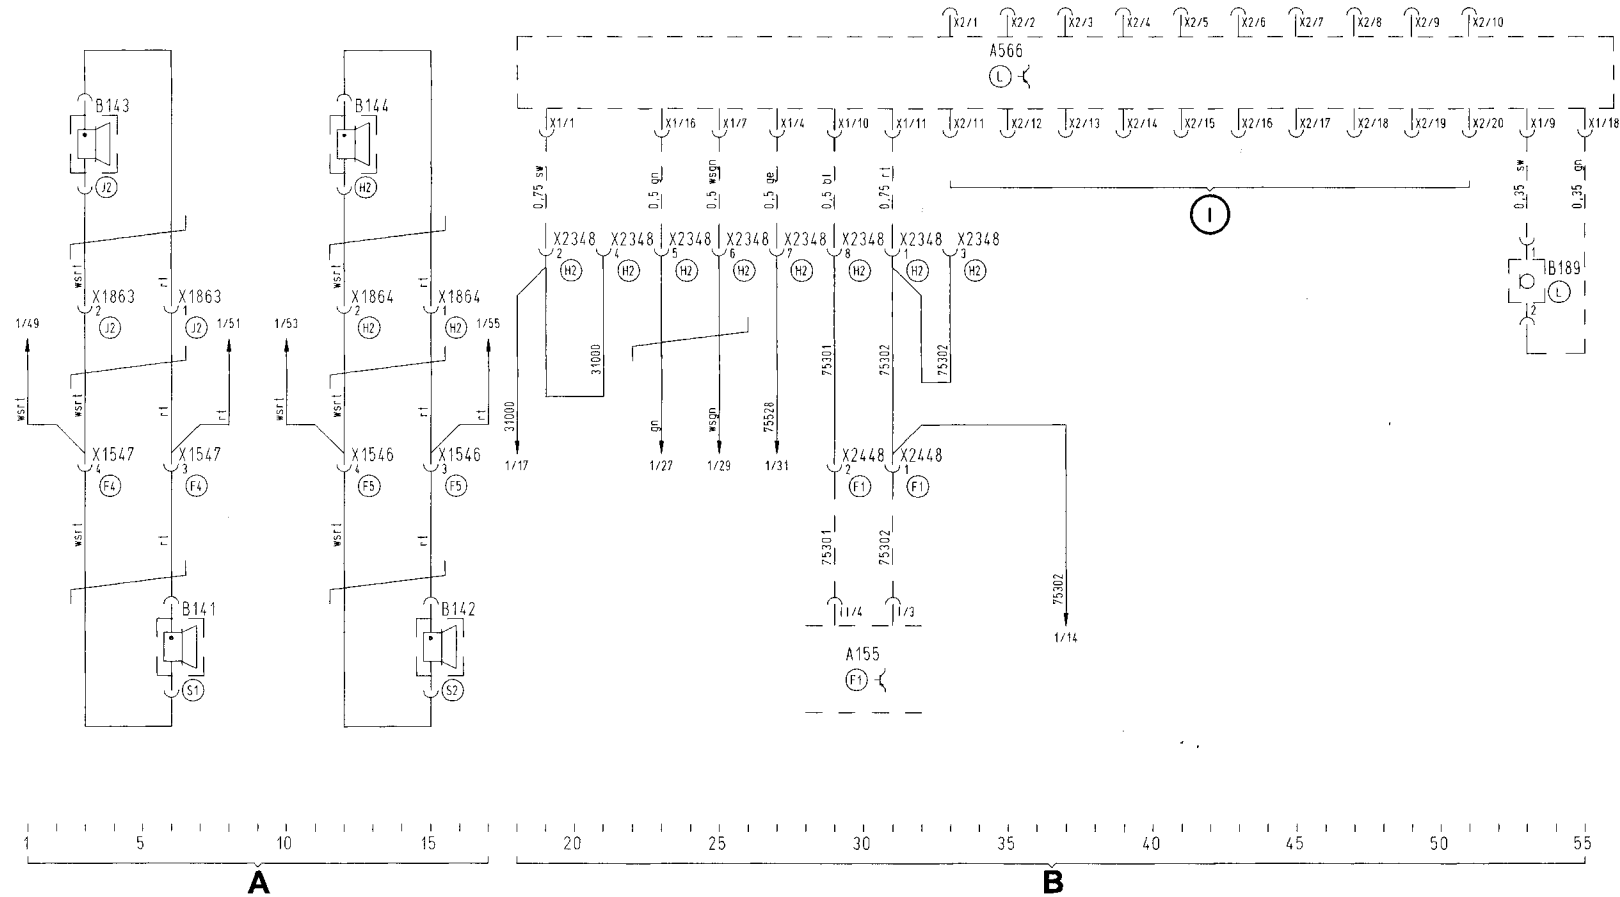 X2/1 X2/2 X2/3 X2/4 X2/5 X2/6 X2/7 X2/8 X2/9 X2/10
A566
L
B143 B144
X1/1 X1/16 X1/7 X1/4 X1/10 X1/11 X2/11 X2/12 X2/13 X2/14 X2/15 X2/16 X2/17 X2/18 X2/19 X2/20 X1/9 X1/18
J2 H2
0,75 sw 0,5 gn 0,5 wsgn 0,5 ge 0,5 bl 0,75 rt 0,35 sw 0,35 gn
I
X2348 X2348 X2348 X2348 X2348 X2348 X2348 X2348
2 4 5 6 7 8 1 3
H2 H2 H2 H2 H2 H2 H2
1
B189
L
2
wsrt rt wsrt rt
X1863 X1863 X1864 X1864
2 1 2 1
1/49 J2 J2 1/51 1/53 H2 H2 1/55
31000 75301 75302 75302
wsrt wsrt rt rt wsrt wsrt rt rt
31000 gn wsgn 75528
X1547 X1547 X1546 X1546 X2448 X2448
4 3 4 3 2 1
1/17 1/27 1/29 1/31
F4 F4 F5 F5 F1 F1
wsrt rt wsrt rt 75301 75302
75302
B141 B142 1/4 1/3
1/14
A155
F1
S1 S2
1 5 10 15 20 25 30 35 40 45 50 55
A B